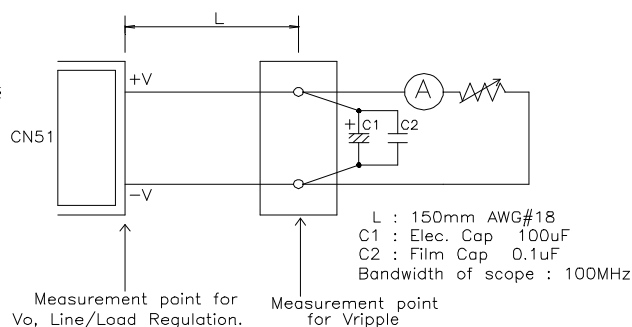 L
+V
A
CN51
+ C1 C2
-V
L : 150mm AWG#18
C1 : Elec. Cap 100uF
C2 : Film Cap 0.1uF
Bandwidth of scope : 100MHz
Measurement point for
Vo, Line/Load Regulation.
Measurement point
for Vripple